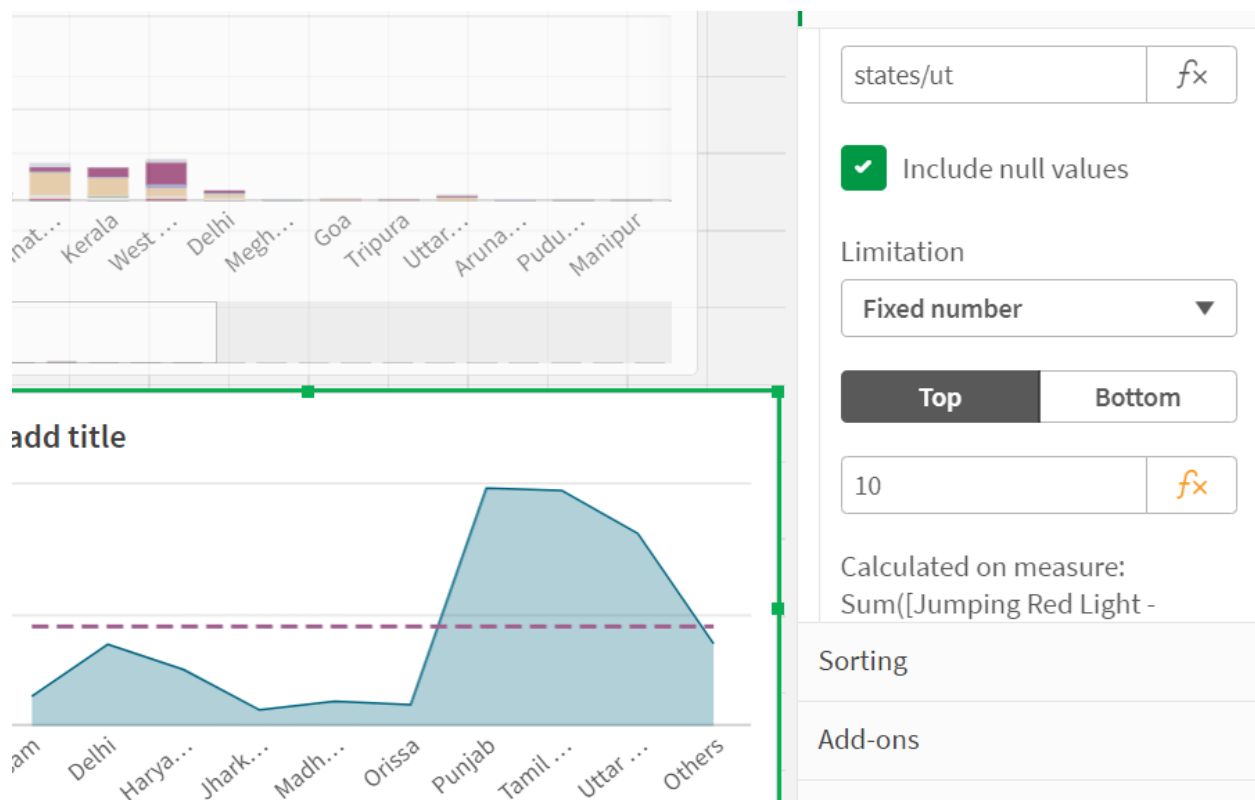 states/ut
Include null values
Limitation
Fixed number
Top Bottom
10
Calculated on measure:
Sum([Jumping Red Light -
Sorting
Add-ons
nat... Kerala West ... Delhi Megh... Goa Tripura Uttar... Aruna... Pudu... Manipur
add title
am Delhi Harya... Jhark... Madh... Orissa Punjab Tamil ... Uttar ... Others